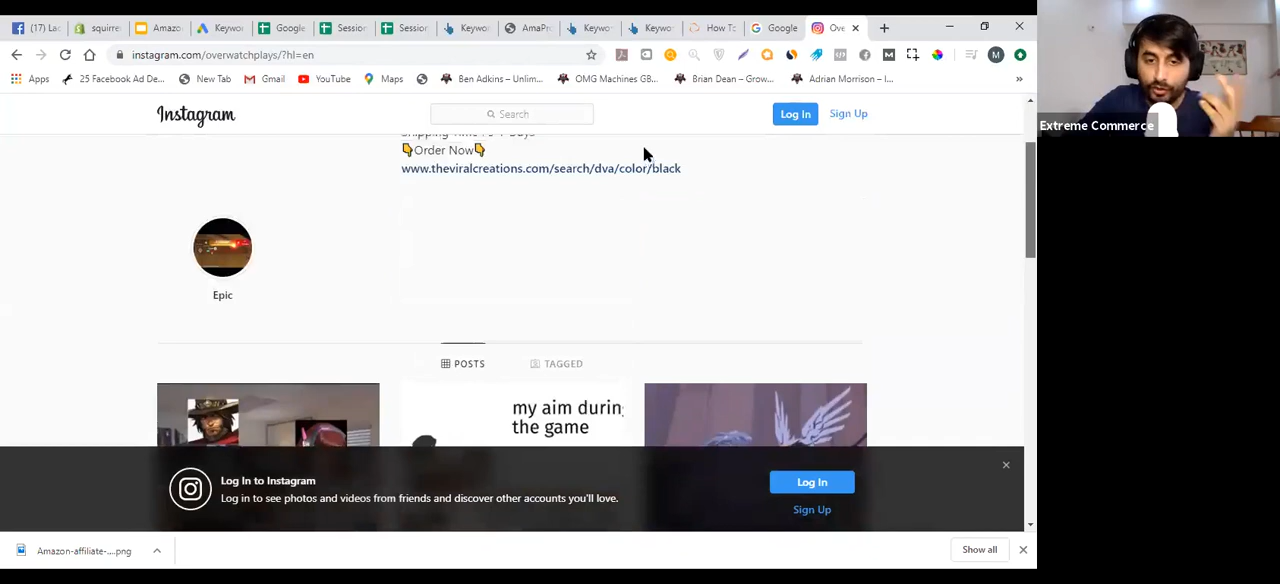 (17) La
squirre
Amazo
Keywo
Google
Sessio
Sessio
Keywo
AmaPro
Keywo
Keywo
How To
Google
Ove
instagram.com/overwatchplays/?hl=en
M
Apps
25 Facebook Ad De...
New Tab
Gmail
YouTube
Maps
Ben Adkins – Unlim...
OMG Machines GB...
Brian Dean – Grow...
Adrian Morrison – I...
Extreme Commerce
Instagram
Search
Log In
Sign Up
👇Order Now👇
www.theviralcreations.com/search/dva/color/black
Epic
POSTS
TAGGED
my aim durin
the game
Log In to Instagram
Log in to see photos and videos from friends and discover other accounts you'll love.
Log In
Sign Up
Amazon-affiliate-....png
Show all